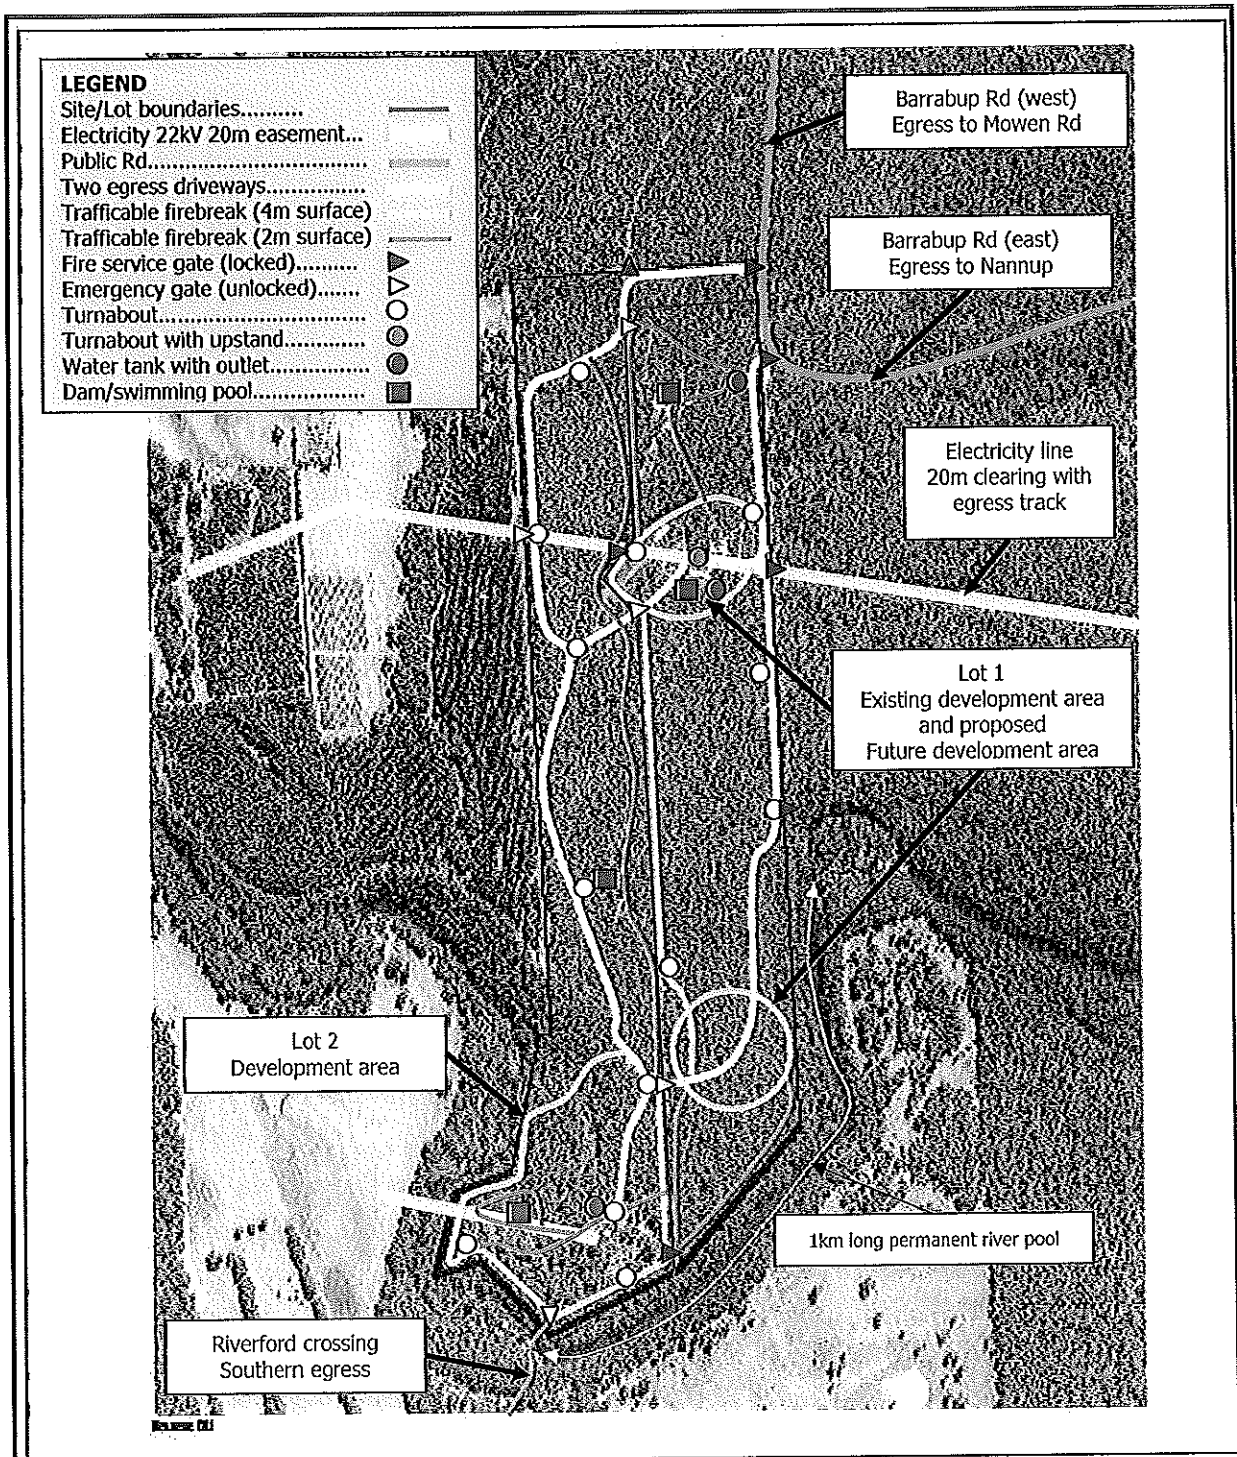 LEGEND
Site/Lot boundaries..........
Electricity 22kV 20m easement...
Public Rd.................................
Two egress driveways................
Trafficable firebreak (4m surface)
Trafficable firebreak (2m surface)
Fire service gate (locked)..........
Emergency gate (unlocked).......
Turnabout...............................
Turnabout with upstand.............
Water tank with outlet................
Dam/swimming pool...................
Barrabup Rd (west)
Egress to Mowen Rd
Barrabup Rd (east)
Egress to Nannup
Electricity line
20m clearing with
egress track
Lot 1
Existing development area
and proposed
Future development area
Lot 2
Development area
1km long permanent river pool
Riverford crossing
Southern egress